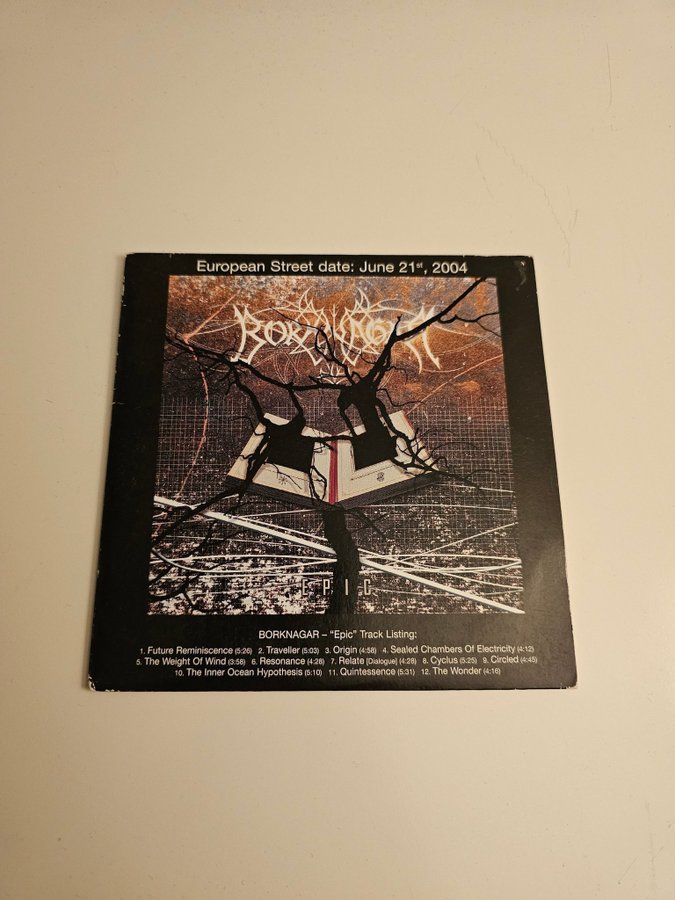 European Street date: June 21st, 2004
BORKNAGAR
EPIC
BORKNAGAR – “Epic” Track Listing:
1. Future Reminiscence (5:26) 2. Traveller (5:03) 3. Origin (4:58) 4. Sealed Chambers Of Electricity (4:12)
5. The Weight Of Wind (3:58) 6. Resonance (4:28) 7. Relate [Dialogue] (4:28) 8. Cyclus (5:25) 9. Circled (4:45)
10. The Inner Ocean Hypothesis (5:10) 11. Quintessence (5:31) 12. The Wonder (4:16)